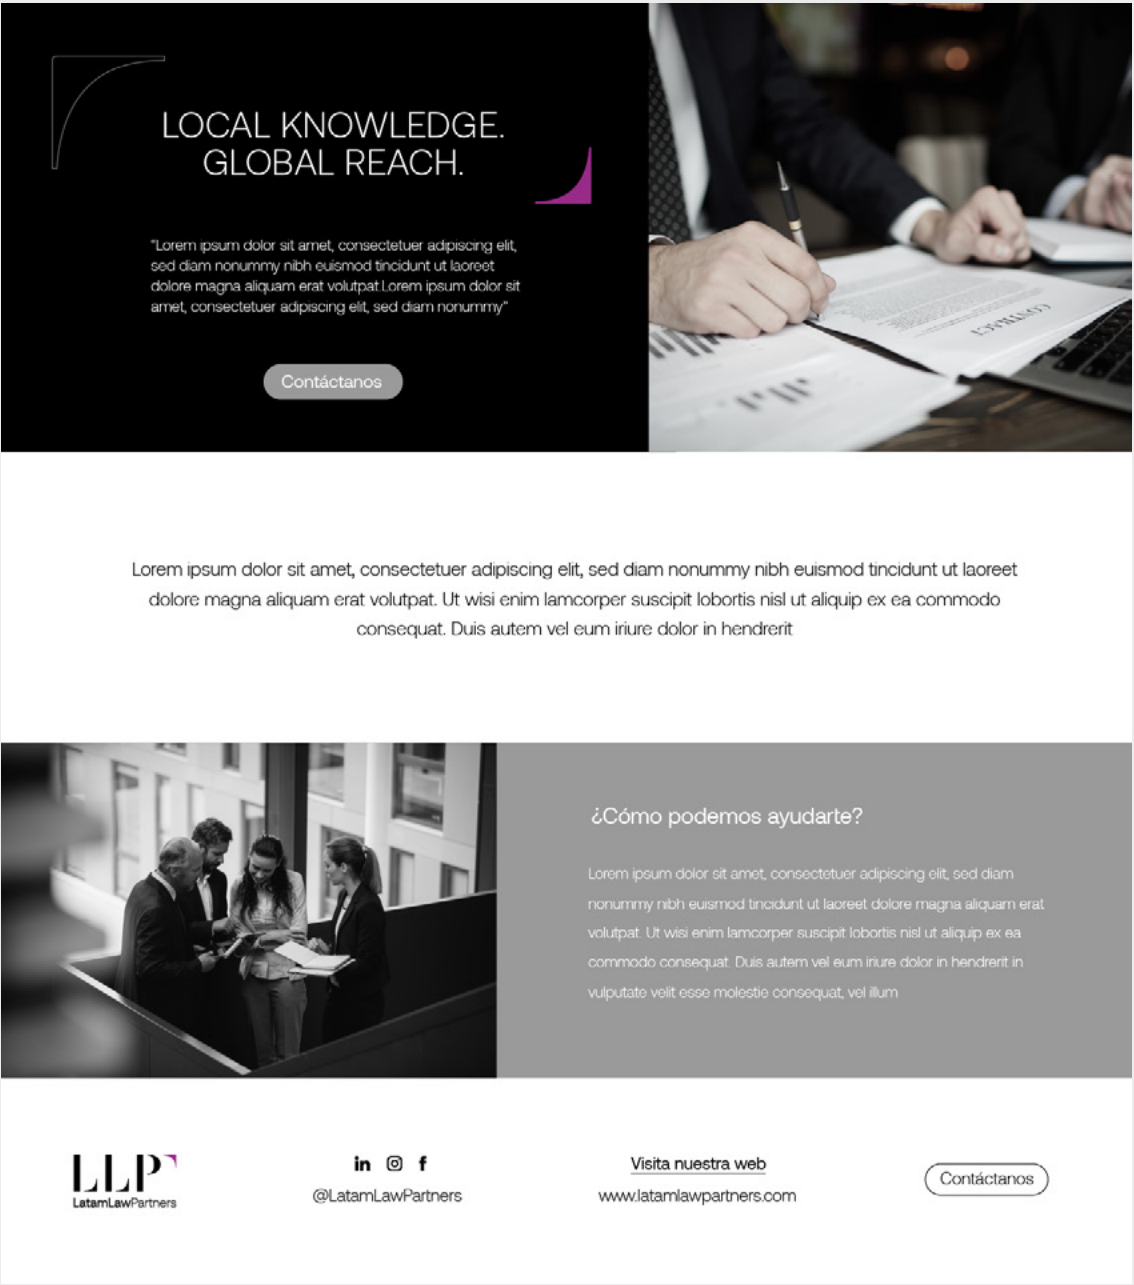 LOCAL KNOWLEDGE.
GLOBAL REACH.
"Lorem ipsum dolor sit amet, consectetuer adipiscing elit,
sed diam nonummy nibh euismod tincidunt ut laoreet
dolore magna aliquam erat volutpat.Lorem ipsum dolor sit
amet, consectetuer adipiscing elit, sed diam nonummy"
Contáctanos
CONTRACT
Lorem ipsum dolor sit amet, consectetuer adipiscing elit, sed diam nonummy nibh euismod tincidunt ut laoreet
dolore magna aliquam erat volutpat. Ut wisi enim lamcorper suscipit lobortis nisl ut aliquip ex ea commodo
consequat. Duis autem vel eum iriure dolor in hendrerit
¿Cómo podemos ayudarte?
Lorem ipsum dolor sit amet, consectetuer adipiscing elit, sed diam
nonummy nibh euismod tincidunt ut laoreet dolore magna aliquam erat
volutpat. Ut wisi enim lamcorper suscipit lobortis nisl ut aliquip ex ea
commodo consequat. Duis autem vel eum iriure dolor in hendrerit in
vulputate velit esse molestie consequat, vel illum
LLP
LatamLawPartners
in f
@LatamLawPartners
Visita nuestra web
www.latamlawpartners.com
Contáctanos